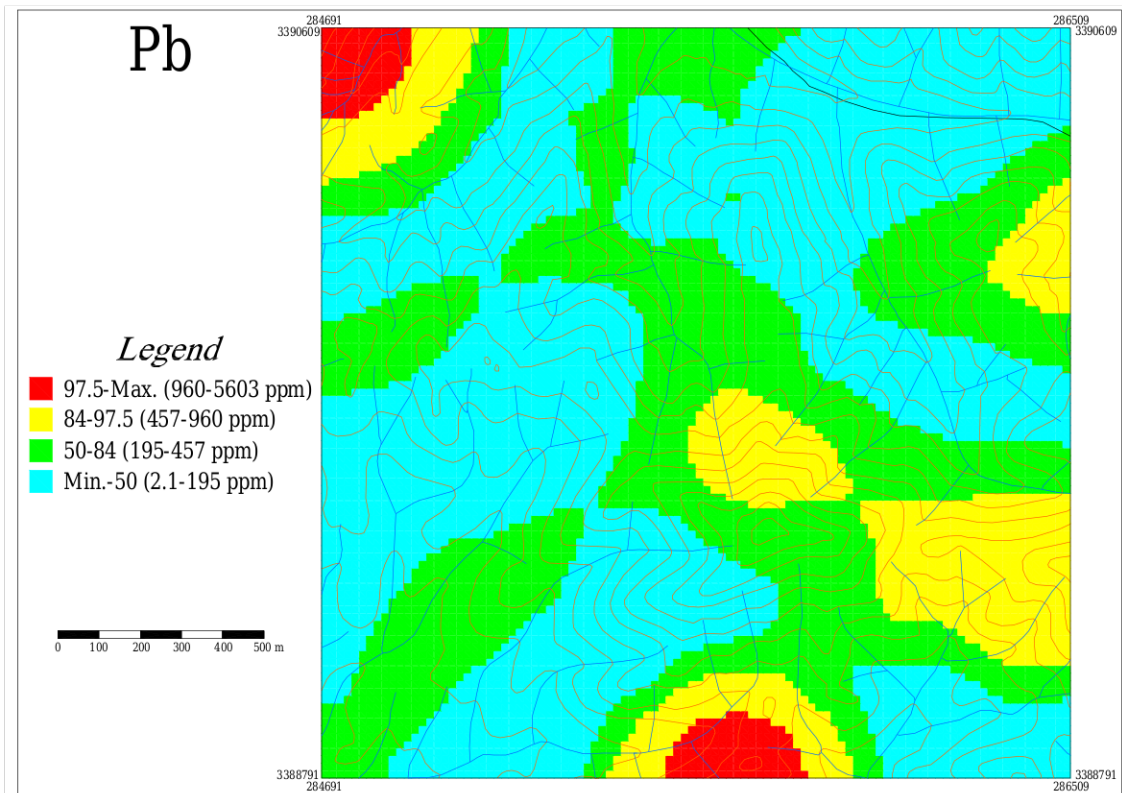 Pb
284691
286509
3390609
3390609
Legend
97.5-Max. (960-5603 ppm)
84-97.5 (457-960 ppm)
50-84 (195-457 ppm)
Min.-50 (2.1-195 ppm)
0 100 200 300 400 500 m
3388791
3388791
284691
286509